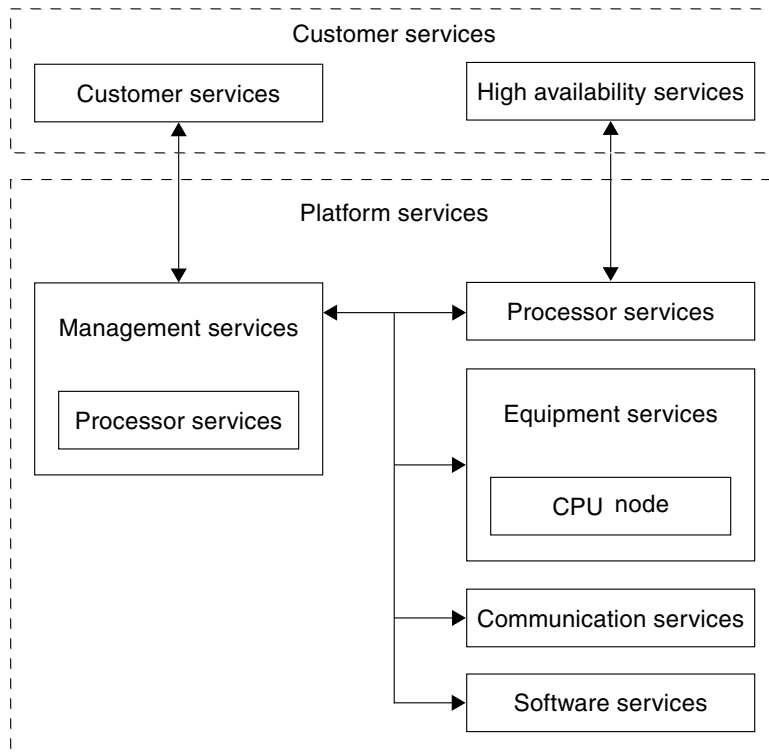 Customer services
Customer services
High availability services
Platform services
Management services
Processor services
Processor services
Equipment services
CPU node
Communication services
Software services